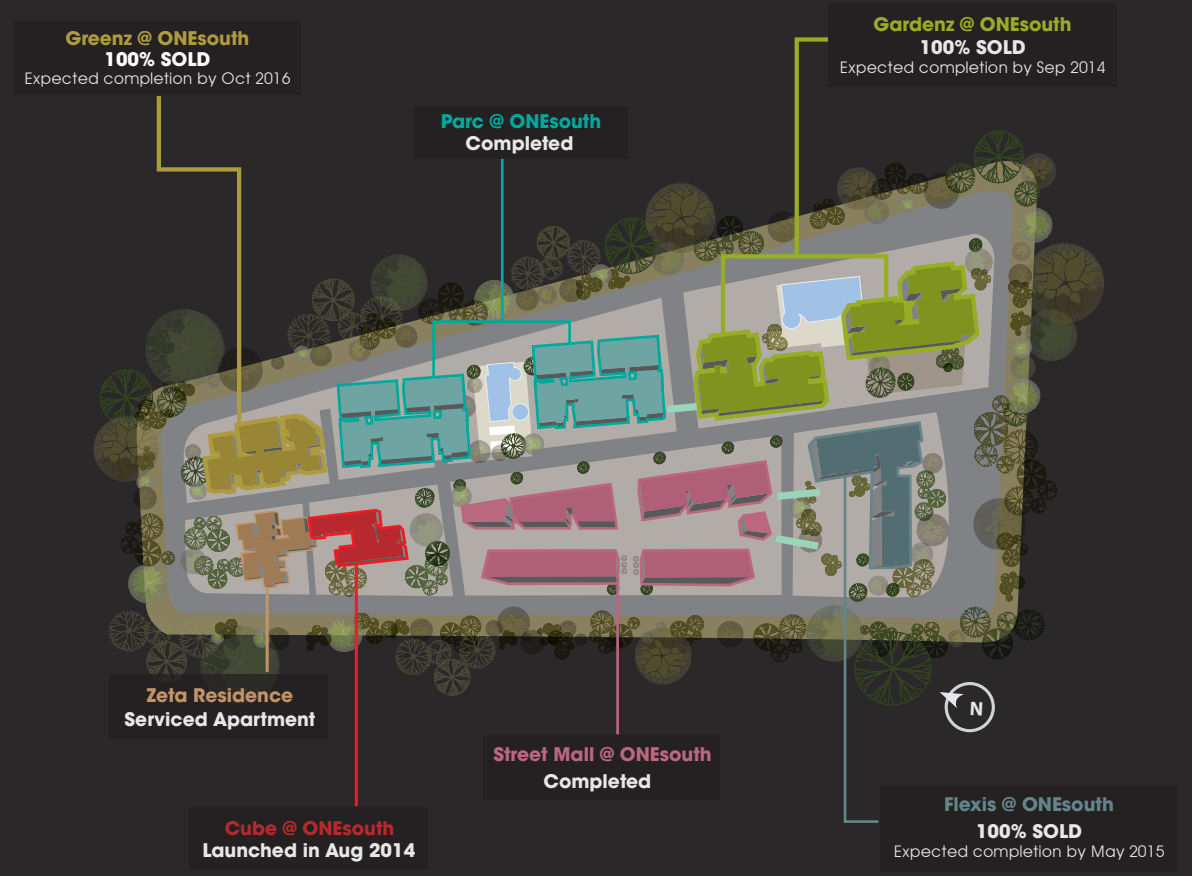 Greenz @ ONEsouth
100% SOLD
Expected completion by Oct 2016
Gardenz @ ONEsouth
100% SOLD
Expected completion by Sep 2014
Parc @ ONEsouth
Completed
Zeta Residence
Serviced Apartment
Cube @ ONEsouth
Launched in Aug 2014
Street Mall @ ONEsouth
Completed
N
Flexis @ ONEsouth
100% SOLD
Expected completion by May 2015